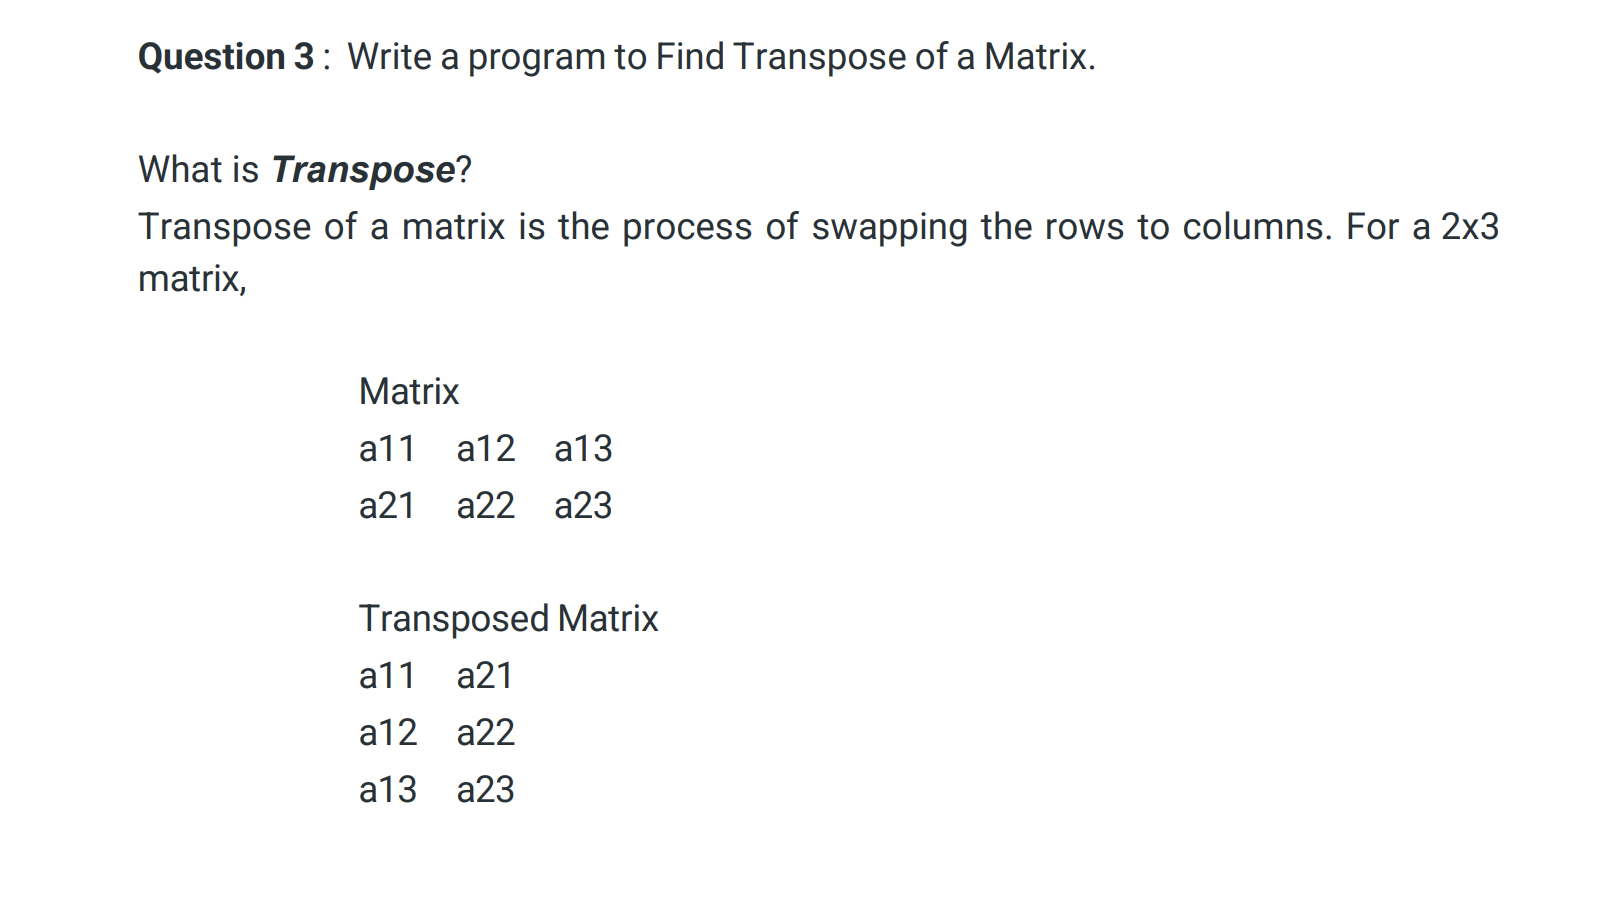 Question 3 : Write a program to Find Transpose of a Matrix.
What is Transpose?
Transpose of a matrix is the process of swapping the rows to columns. For a 2x3
matrix,
Matrix
a11 a12 a13
a21 a22 a23
Transposed Matrix
a11 a21
a12 a22
a13 a23